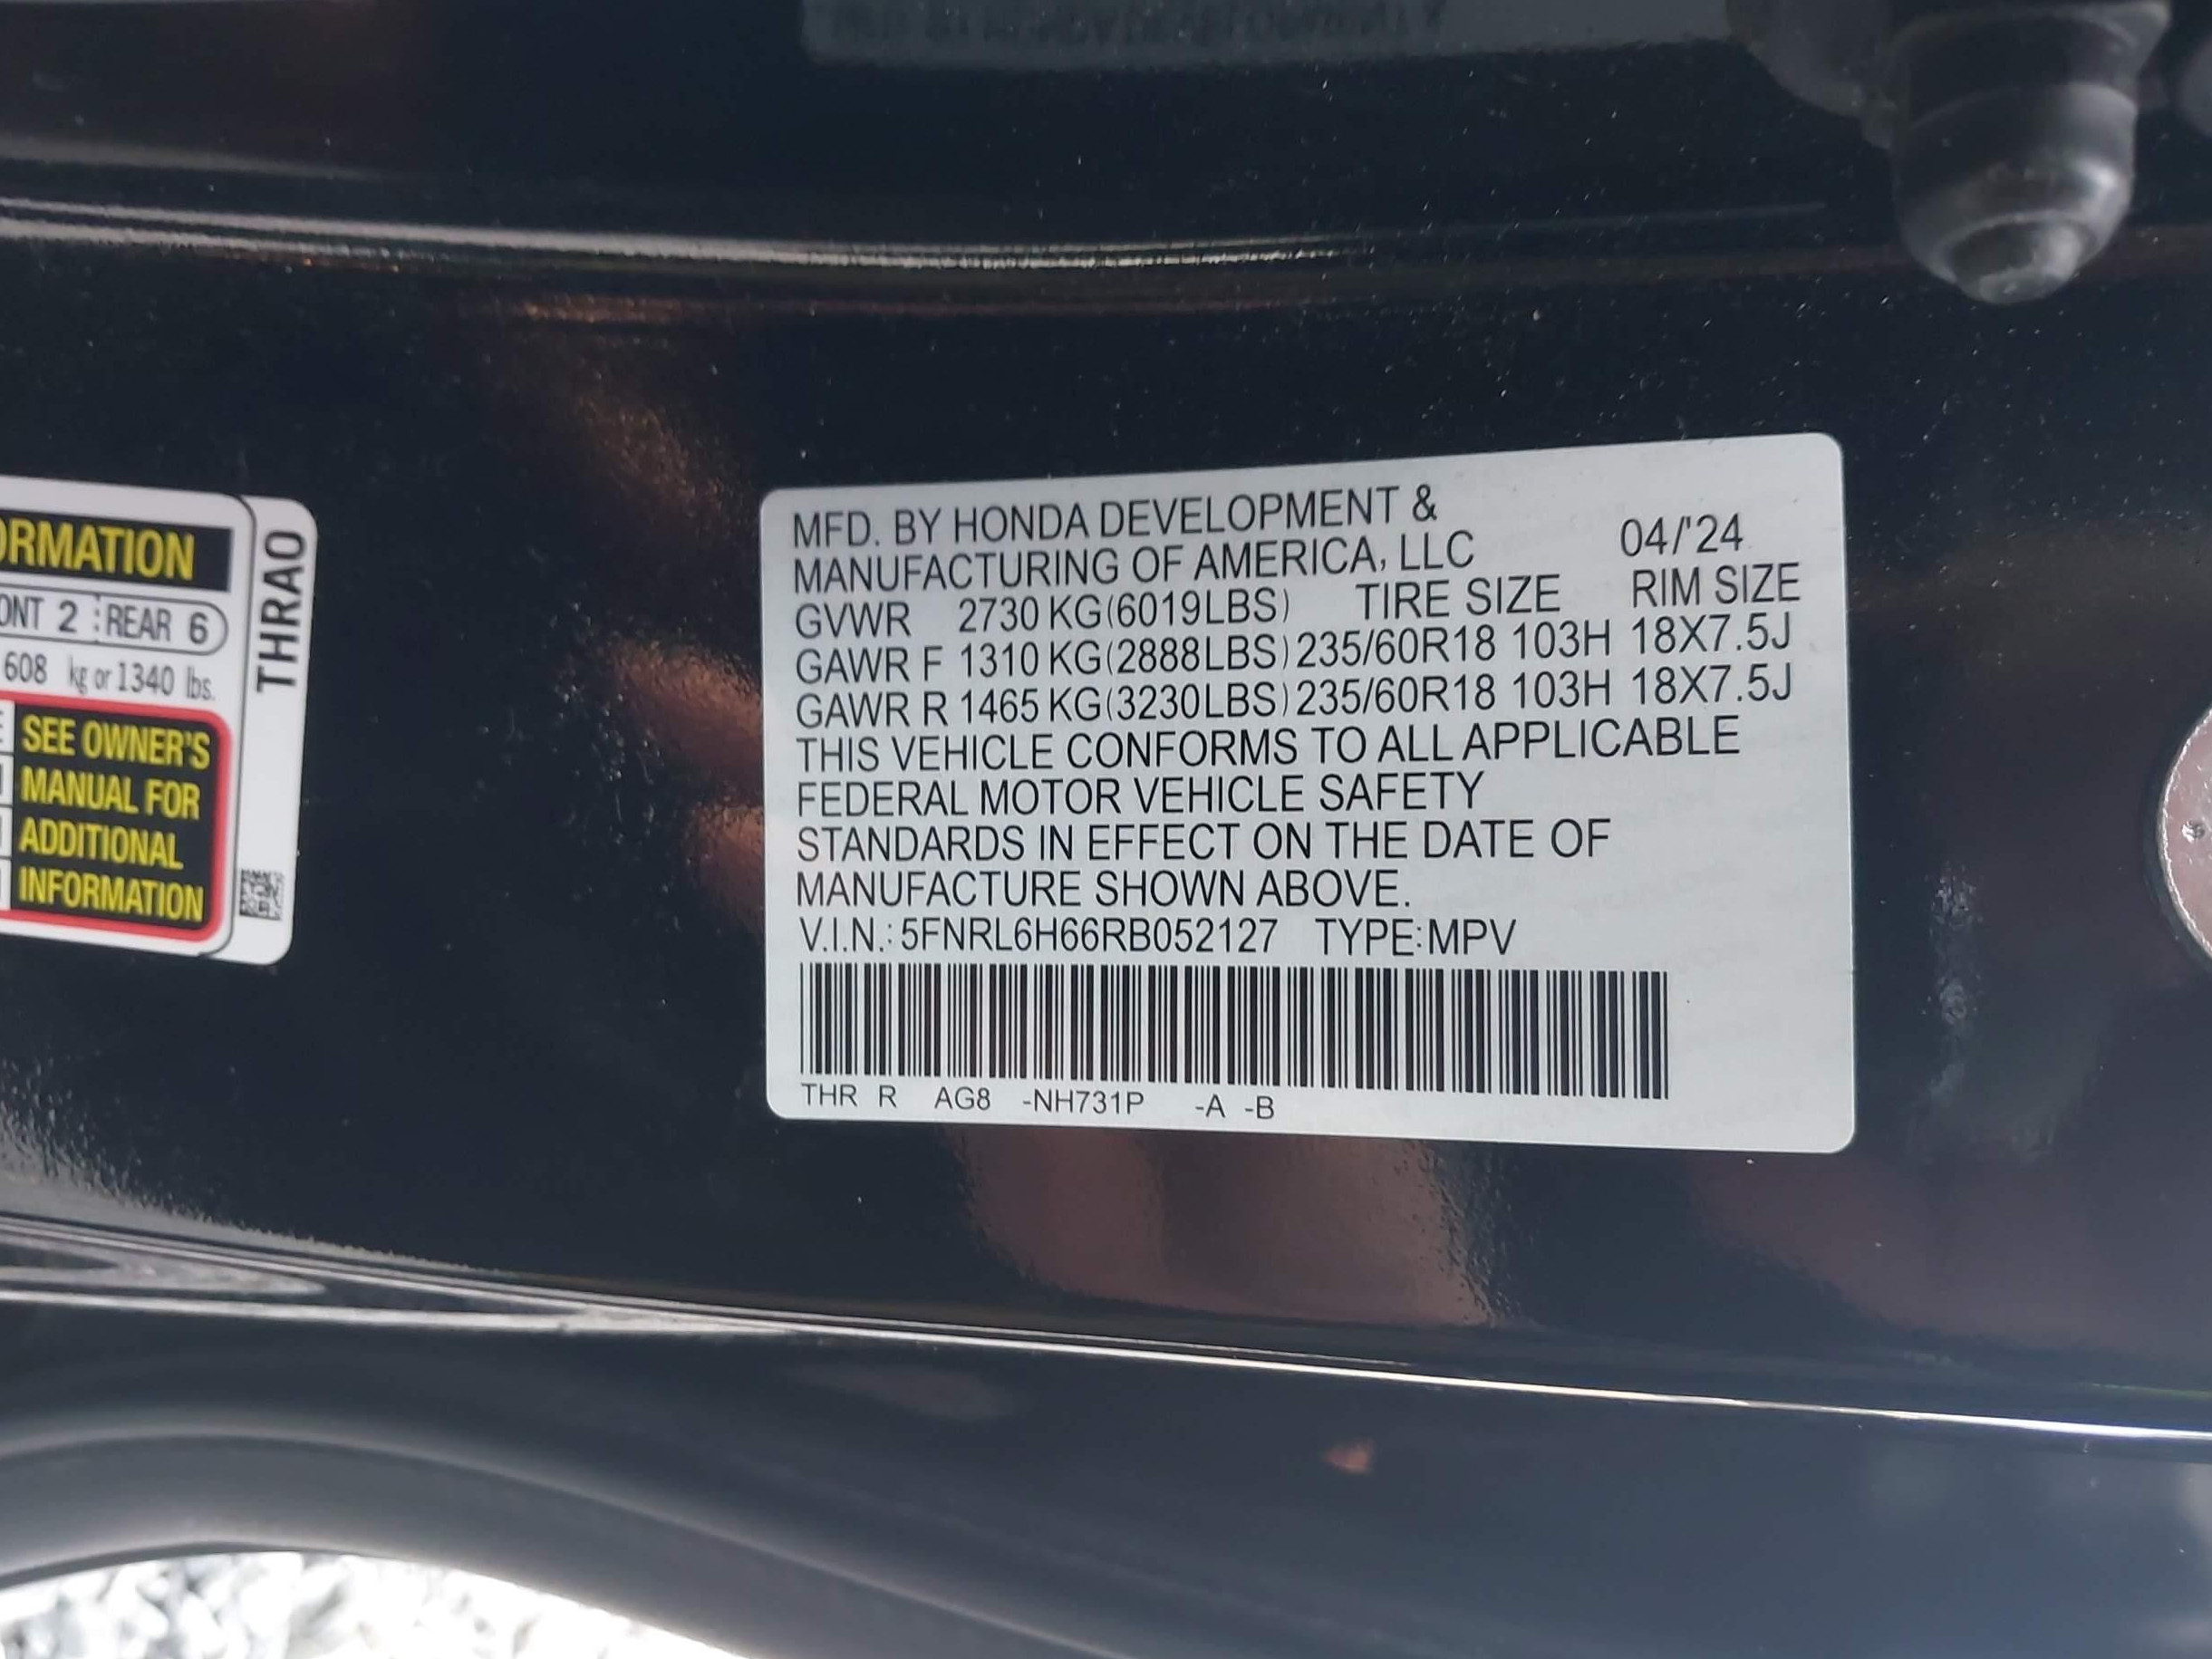 ORMATION
ONT 2 REAR 6
608 kg or 1340 lbs.
SEE OWNER'S
MANUAL FOR
ADDITIONAL
INFORMATION
THRAO
MFD. BY HONDA DEVELOPMENT &
MANUFACTURING OF AMERICA, LLC 04/'24
GVWR 2730 KG(6019LBS) TIRE SIZE RIM SIZE
GAWR F 1310 KG(2888LBS) 235/60R18 103H 18X7.5J
GAWR R 1465 KG(3230LBS) 235/60R18 103H 18X7.5J
THIS VEHICLE CONFORMS TO ALL APPLICABLE
FEDERAL MOTOR VEHICLE SAFETY
STANDARDS IN EFFECT ON THE DATE OF
MANUFACTURE SHOWN ABOVE.
V.I.N.: 5FNRL6H66RB052127 TYPE:MPV
THR R AG8 -NH731P -A -B